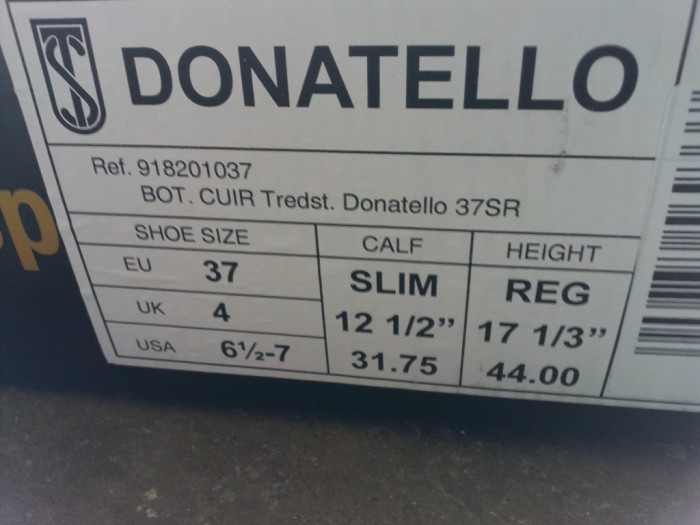 TS DONATELLO
Ref. 918201037
BOT. CUIR Tredst. Donatello 37SR
SHOE SIZE CALF HEIGHT
EU 37 SLIM REG
UK 4 12 1/2” 17 1/3”
USA 6½-7 31.75 44.00
p